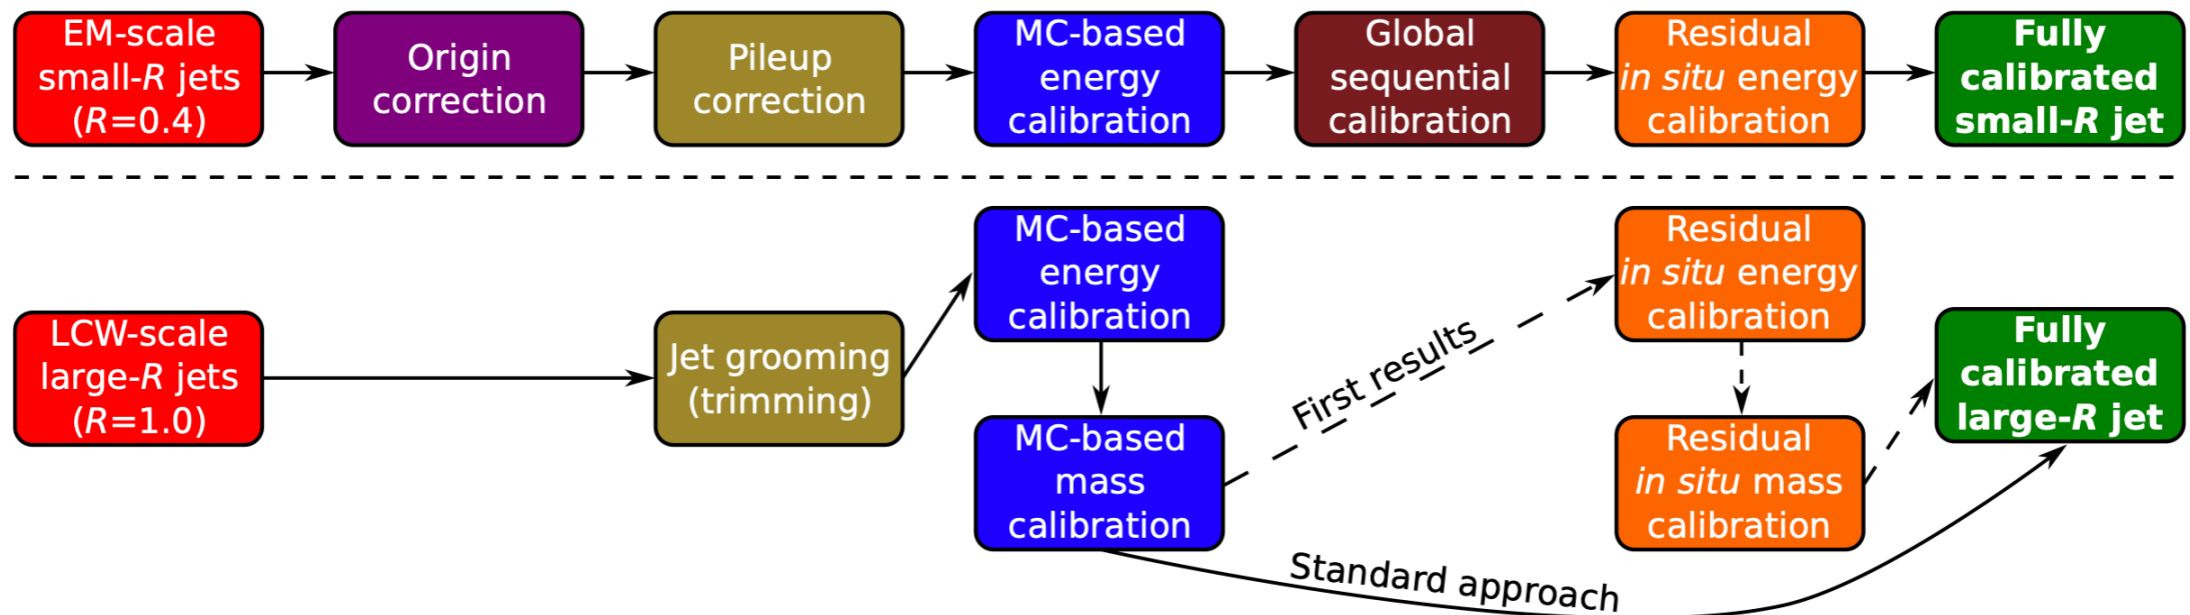 EM-scale
small-R jets
(R=0.4)
Origin
correction
Pileup
correction
MC-based
energy
calibration
Global
sequential
calibration
Residual
in situ energy
calibration
Fully
calibrated
small-R jet
LCW-scale
large-R jets
(R=1.0)
Jet grooming
(trimming)
MC-based
energy
calibration
MC-based
mass
calibration
First results
Standard approach
Residual
in situ energy
calibration
Residual
in situ mass
calibration
Fully
calibrated
large-R jet